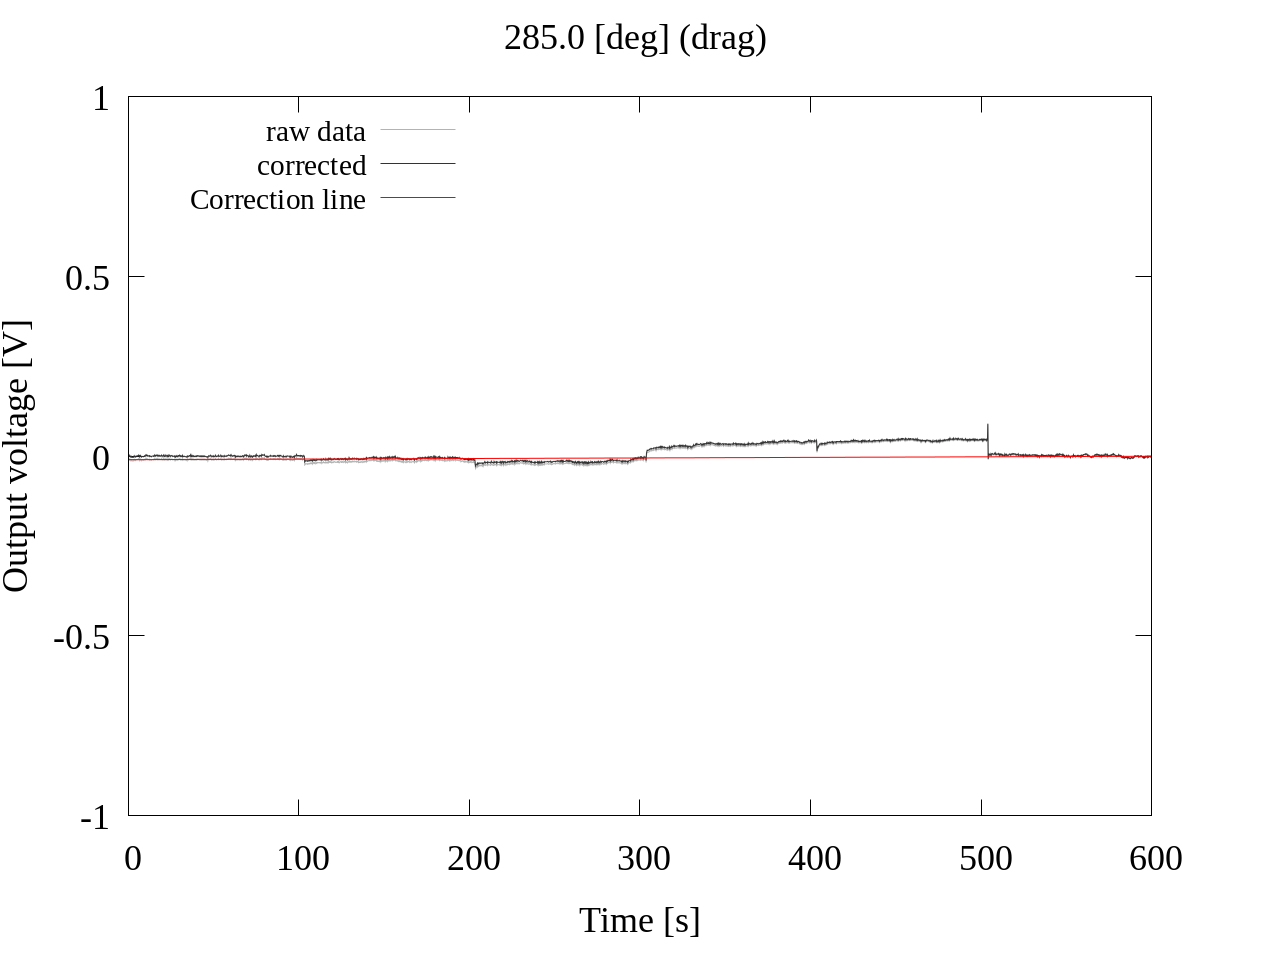 285.0 [deg] (drag)
1
0.5
0
-0.5
-1
Output voltage [V]
raw data
corrected
Correction line
0 100 200 300 400 500 600
Time [s]